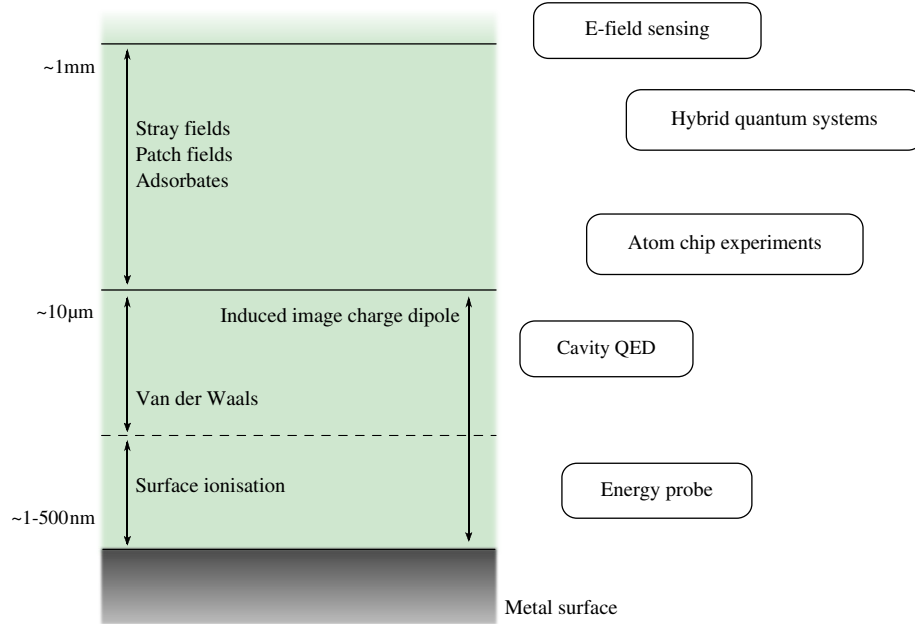 E-field sensing
~1mm
Hybrid quantum systems
Stray fields
Patch fields
Adsorbates
Atom chip experiments
~10µm
Induced image charge dipole
Cavity QED
Van der Waals
Surface ionisation
Energy probe
~1-500nm
Metal surface